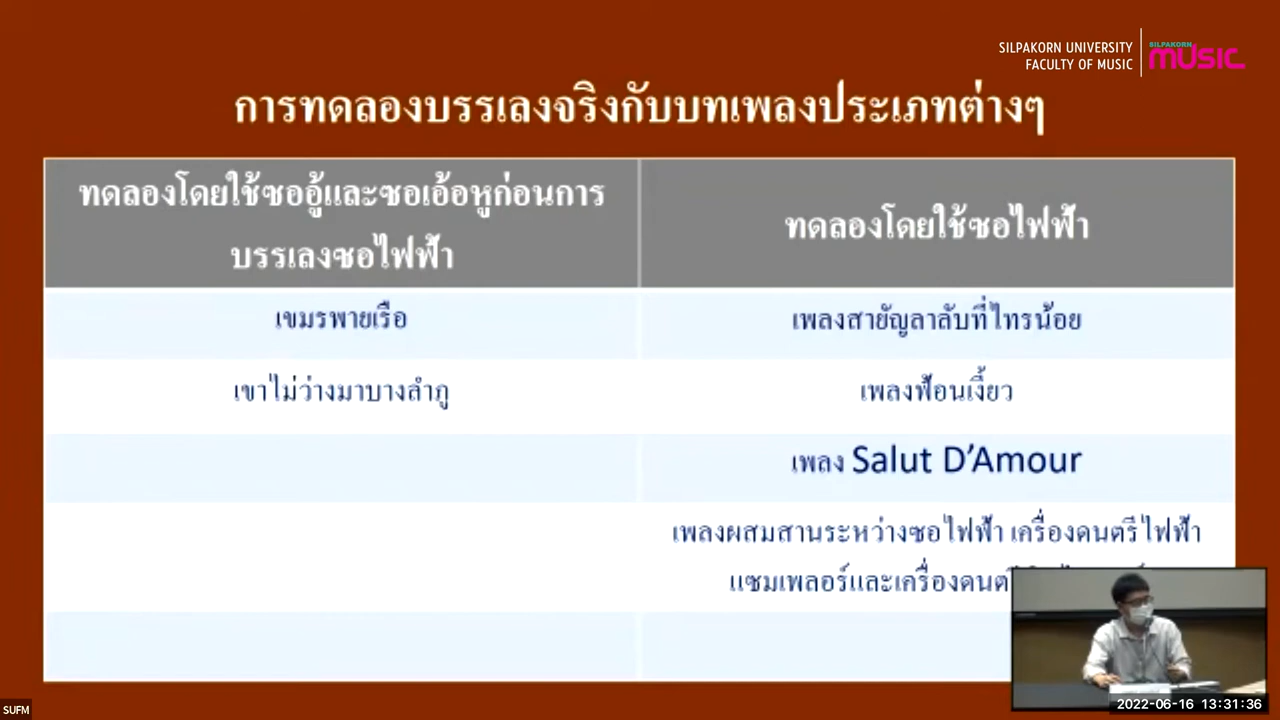 SILPAKORN UNIVERSITY
FACULTY OF MUSIC
SILPAKORN
MUSIC
การทดลองบรรเลงจริงกับบทเพลงประเภทต่างๆ
ทดลองโดยใช้ซออู้และซอเอ้อหูก่อนการ
บรรเลงซอไฟฟ้า
ทดลองโดยใช้ซอไฟฟ้า
เขมรพายเรือ
เพลงสายัญลาลับที่ไทรน้อย
เขาไม่ว่างมาบางลำภู
เพลงฟ้อนเงี้ยว
เพลง Salut D’Amour
เพลงผสมสานระหว่างซอไฟฟ้า เครื่องดนตรีไฟฟ้า
แซมเพลอร์และเครื่องดนต
SUFM
2022-06-16 13:31:36